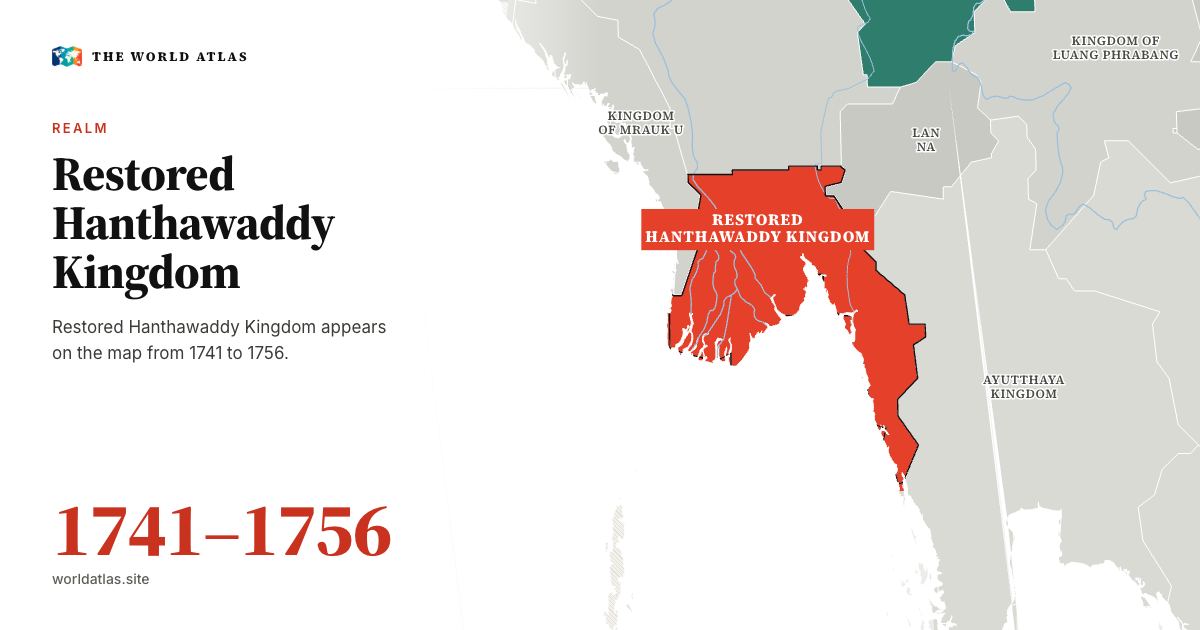 THE WORLD ATLAS
REALM
Restored
Hanthawaddy
Kingdom
Restored Hanthawaddy Kingdom appears
on the map from 1741 to 1756.
1741–1756
worldatlas.site
KINGDOM OF
LUANG PHRABANG
KINGDOM
OF MRAUK U
LAN
NA
RESTORED
HANTHAWADDY KINGDOM
AYUTTHAYA
KINGDOM